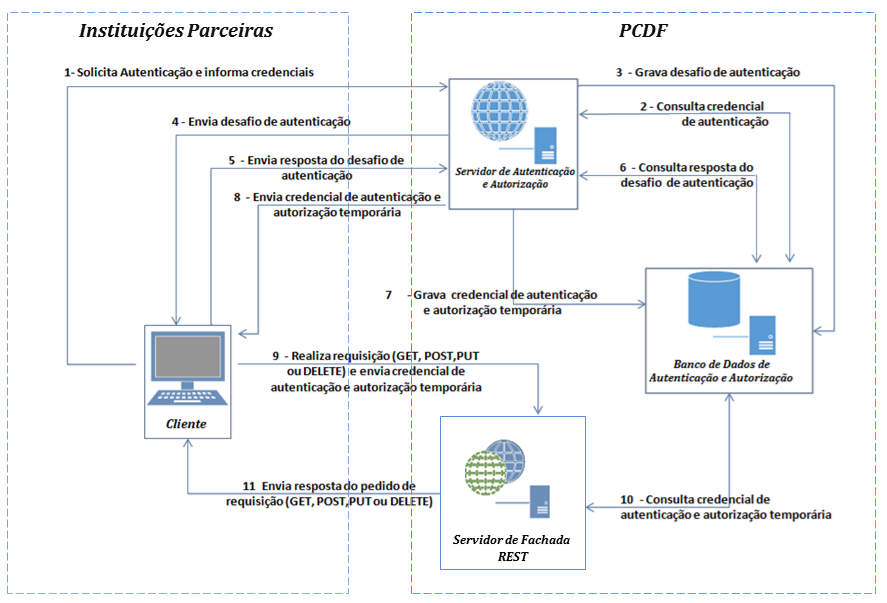 Instituições Parceiras
PCDF
1- Solicita Autenticação e informa credenciais
3 - Grava desafio de autenticação
2 - Consulta credencial
de autenticação
4 - Envia desafio de autenticação
5 - Envia resposta do desafio de
autenticação
6 - Consulta resposta do
desafio de autenticação
Servidor de Autenticação
e Autorização
8 - Envia credencial de autenticação e
autorização temporária
7 - Grava credencial de autenticação
e autorização temporária
9 - Realiza requisição (GET, POST,PUT
ou DELETE) e envia credencial de
autenticação e autorização temporária
Banco de Dados de
Autenticação e Autorização
Cliente
11 Envia resposta do pedido de
requisição (GET, POST,PUT ou DELETE)
10 - Consulta credencial de
autenticação e autorização temporária
Servidor de Fachada
REST